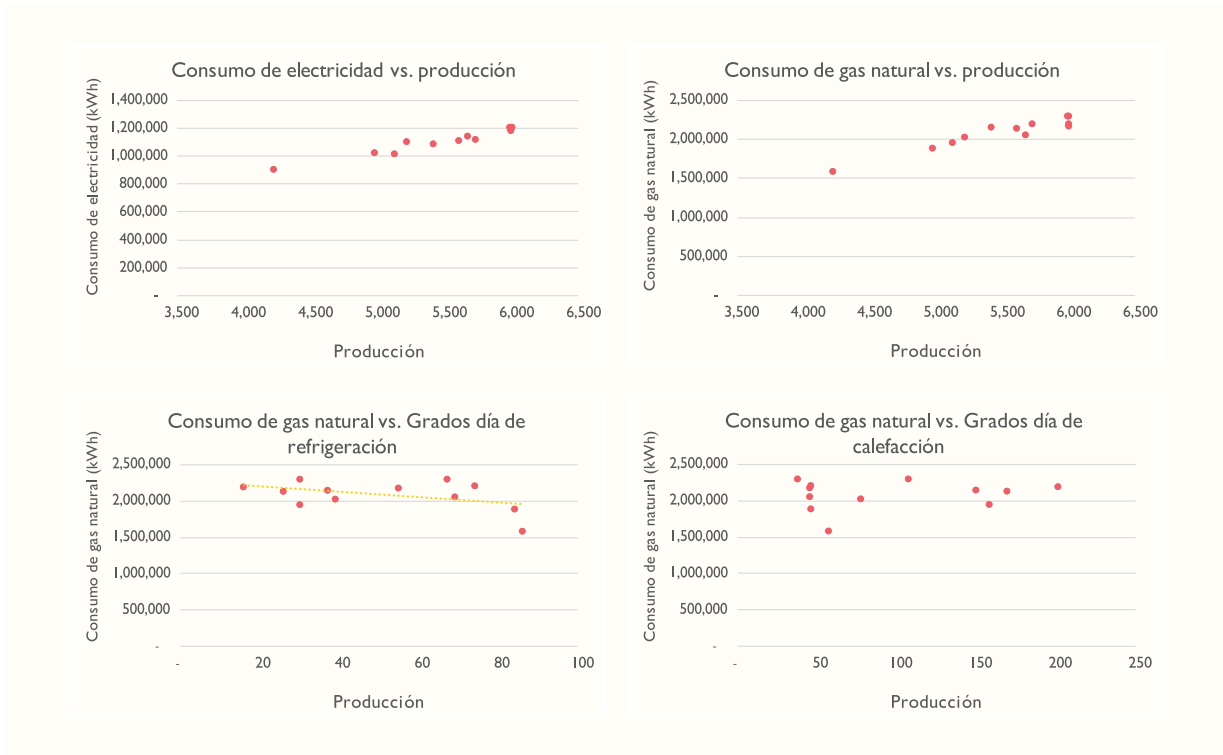 Consumo de electricidad vs. producción
Consumo de electricidad (kWh)
1,400,000
1,200,000
1,000,000
800,000
600,000
400,000
200,000
-
3,500 4,000 4,500 5,000 5,500 6,000 6,500
Producción
Consumo de gas natural vs. producción
Consumo de gas natural (kWh)
2,500,000
2,000,000
1,500,000
1,000,000
500,000
-
3,500 4,000 4,500 5,000 5,500 6,000 6,500
Producción
Consumo de gas natural vs. Grados día de
refrigeración
Consumo de gas natural (kWh)
2,500,000
2,000,000
1,500,000
1,000,000
500,000
-
- 20 40 60 80 100
Producción
Consumo de gas natural vs. Grados día de
calefacción
Consumo de gas natural (kWh)
2,500,000
2,000,000
1,500,000
1,000,000
500,000
-
- 50 100 150 200 250
Producción